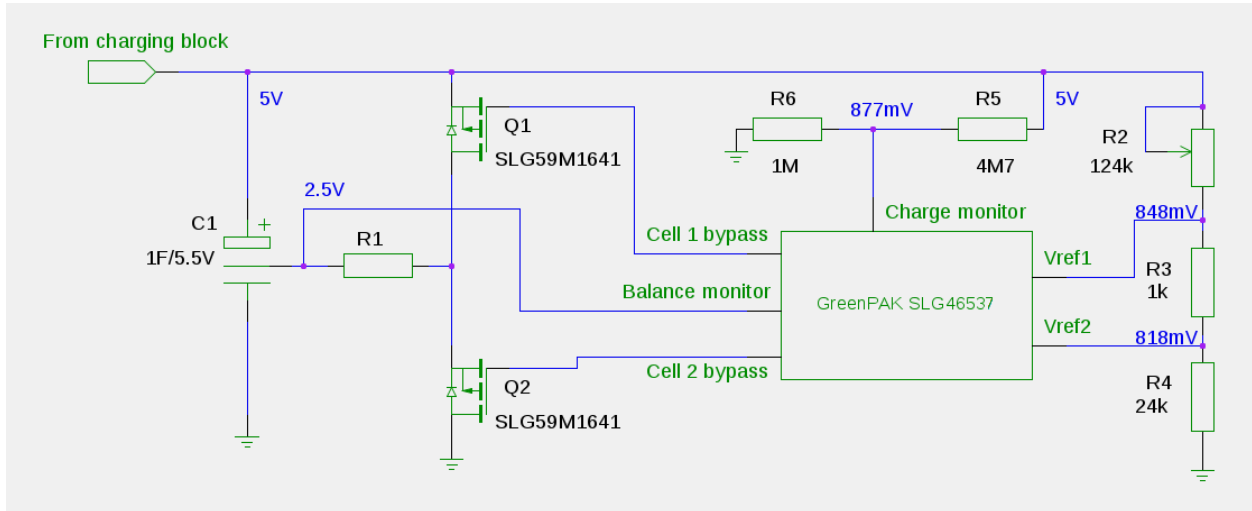 From charging block
5V
Q1
SLG59M1641
R6
1M
877mV
R5
4M7
5V
R2
124k
2.5V
C1
1F/5.5V
R1
Cell 1 bypass
Balance monitor
Cell 2 bypass
Charge monitor
GreenPAK SLG46537
Vref1
848mV
R3
1k
Vref2
818mV
R4
24k
Q2
SLG59M1641
+